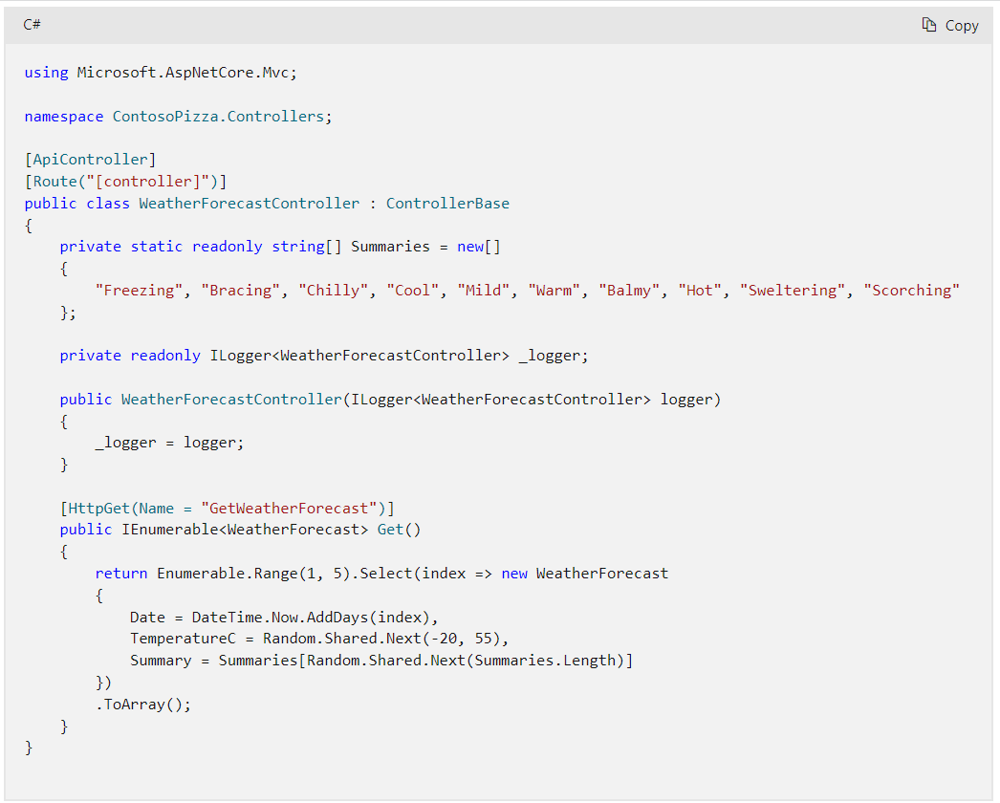 C#
Copy
using Microsoft.AspNetCore.Mvc;
namespace ContosoPizza.Controllers;
[ApiController]
[Route("[controller]")]
public class WeatherForecastController : ControllerBase
{
    private static readonly string[] Summaries = new[]
    {
        "Freezing", "Bracing", "Chilly", "Cool", "Mild", "Warm", "Balmy", "Hot", "Sweltering", "Scorching"
    };
    private readonly ILogger<WeatherForecastController> _logger;
    public WeatherForecastController(ILogger<WeatherForecastController> logger)
    {
        _logger = logger;
    }
    [HttpGet(Name = "GetWeatherForecast")]
    public IEnumerable<WeatherForecast> Get()
    {
        return Enumerable.Range(1, 5).Select(index => new WeatherForecast
        {
            Date = DateTime.Now.AddDays(index),
            TemperatureC = Random.Shared.Next(-20, 55),
            Summary = Summaries[Random.Shared.Next(Summaries.Length)]
        })
        .ToArray();
    }
}